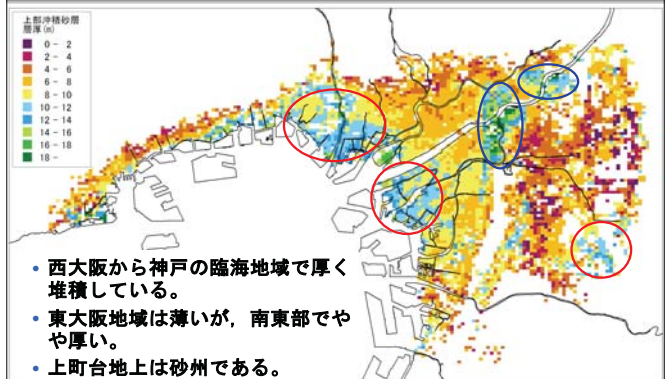 上部沖積砂層
層厚(m)
0 - 2
2 - 4
4 - 6
6 - 8
8 - 10
10 - 12
12 - 14
14 - 16
16 - 18
18 -
• 西大阪から神戸の臨海地域で厚く
堆積している。
• 東大阪地域は薄いが，南東部でや
や厚い。
• 上町台地上は砂州である。